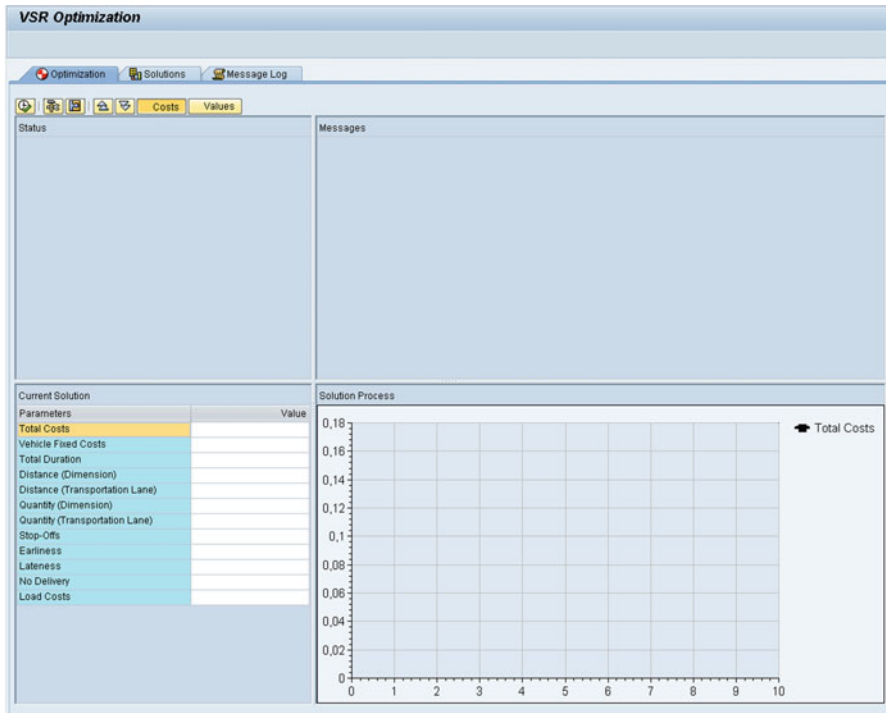 VSR Optimization
Optimization Solutions Message Log
Costs Values
Status
Messages
Current Solution
Parameters Value
Total Costs
Vehicle Fixed Costs
Total Duration
Distance (Dimension)
Distance (Transportation Lane)
Quantity (Dimension)
Quantity (Transportation Lane)
Stop-Offs
Earliness
Lateness
No Delivery
Load Costs
Solution Process
0,18
0,16
0,14
0,12
0,1
0,08
0,06
0,04
0,02
0
0 1 2 3 4 5 6 7 8 9 10
Total Costs